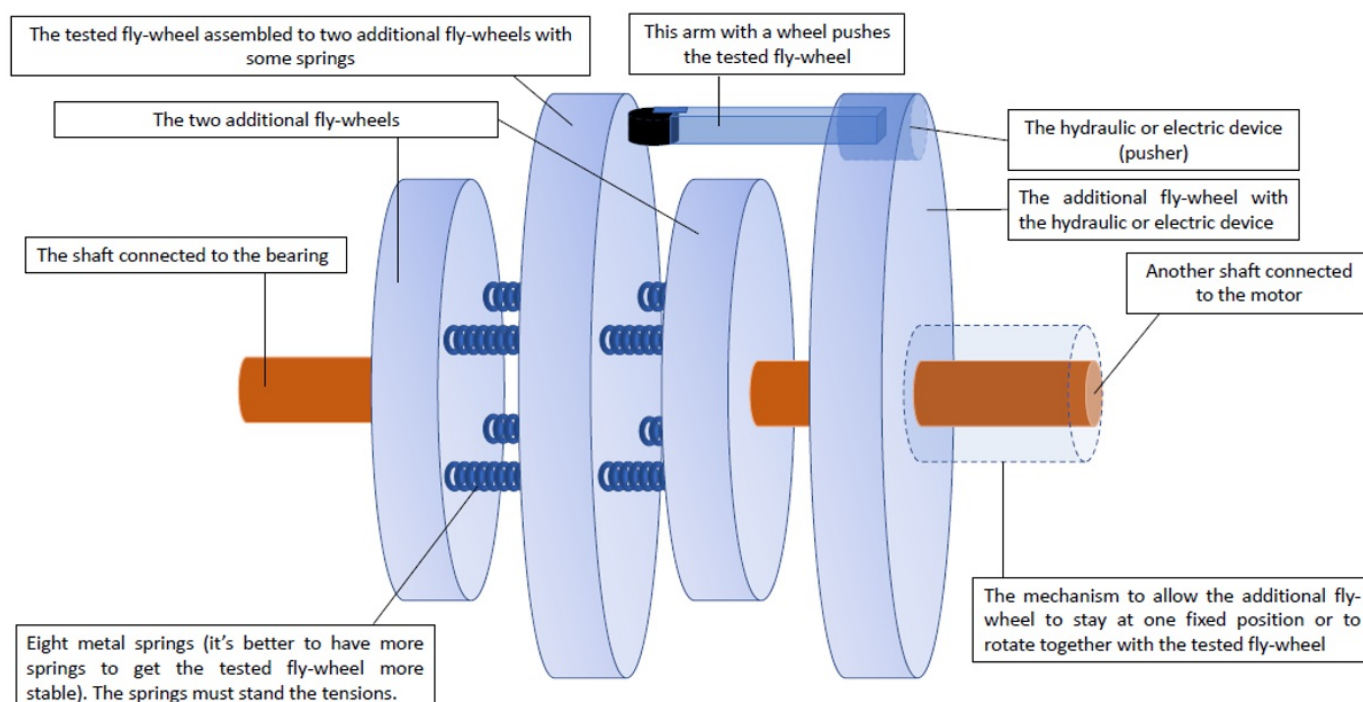 The tested fly-wheel assembled to two additional fly-wheels with
some springs
This arm with a wheel pushes
the tested fly-wheel
The two additional fly-wheels
The hydraulic or electric device
(pusher)
The additional fly-wheel with
the hydraulic or electric device
The shaft connected to the bearing
Another shaft connected
to the motor
Eight metal springs (it's better to have more
springs to get the tested fly-wheel more
stable). The springs must stand the tensions.
The mechanism to allow the additional fly-
wheel to stay at one fixed position or to
rotate together with the tested fly-wheel